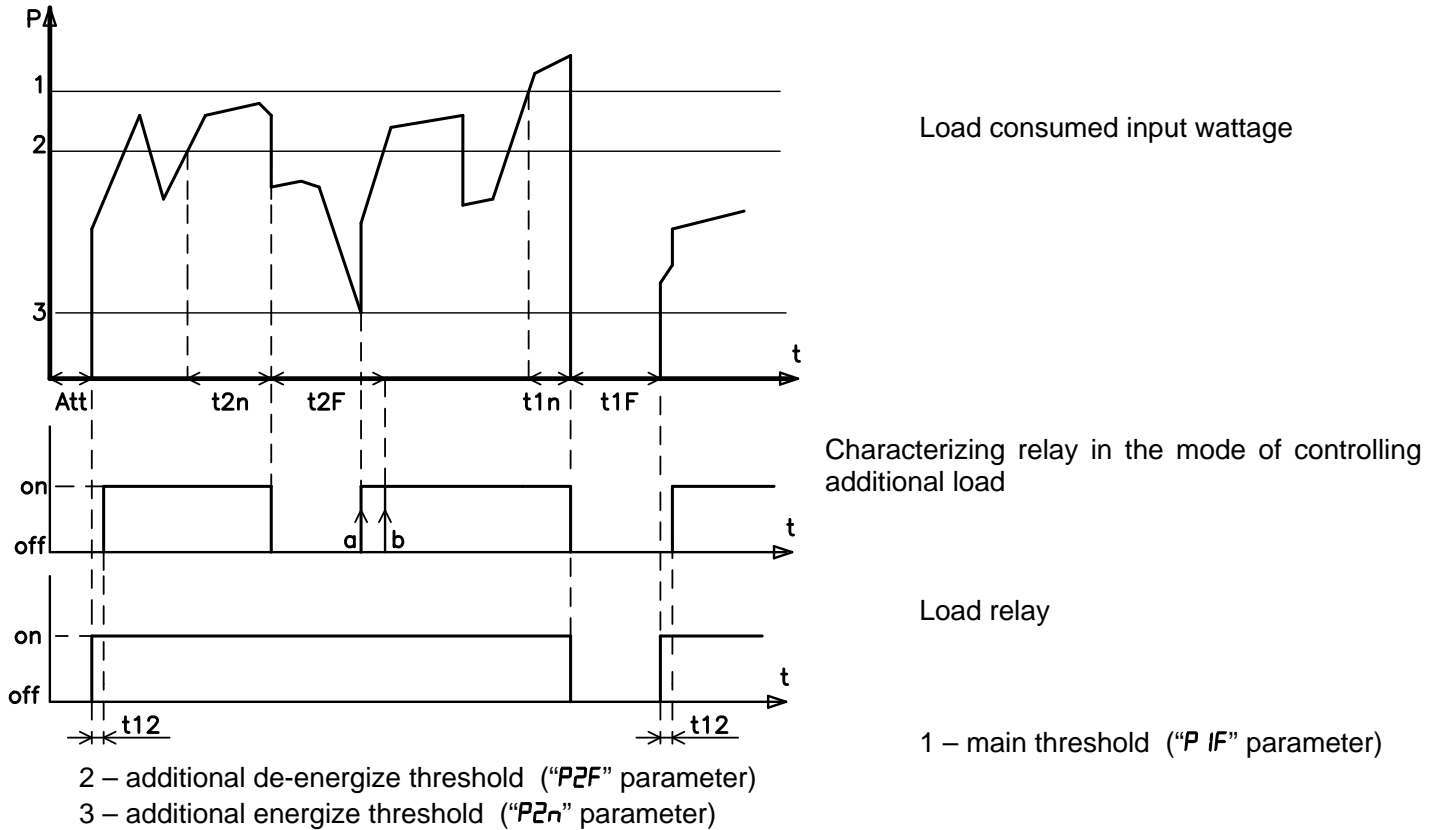 P
1
2
3
t
Att
t2n
t2F
t1n
t1F
Load consumed input wattage
on
off
a
b
t
Characterizing relay in the mode of controlling
additional load
on
off
t
t12
t12
Load relay
1 – main threshold (“P1F” parameter)
2 – additional de-energize threshold (“P2F” parameter)
3 – additional energize threshold (“P2n” parameter)